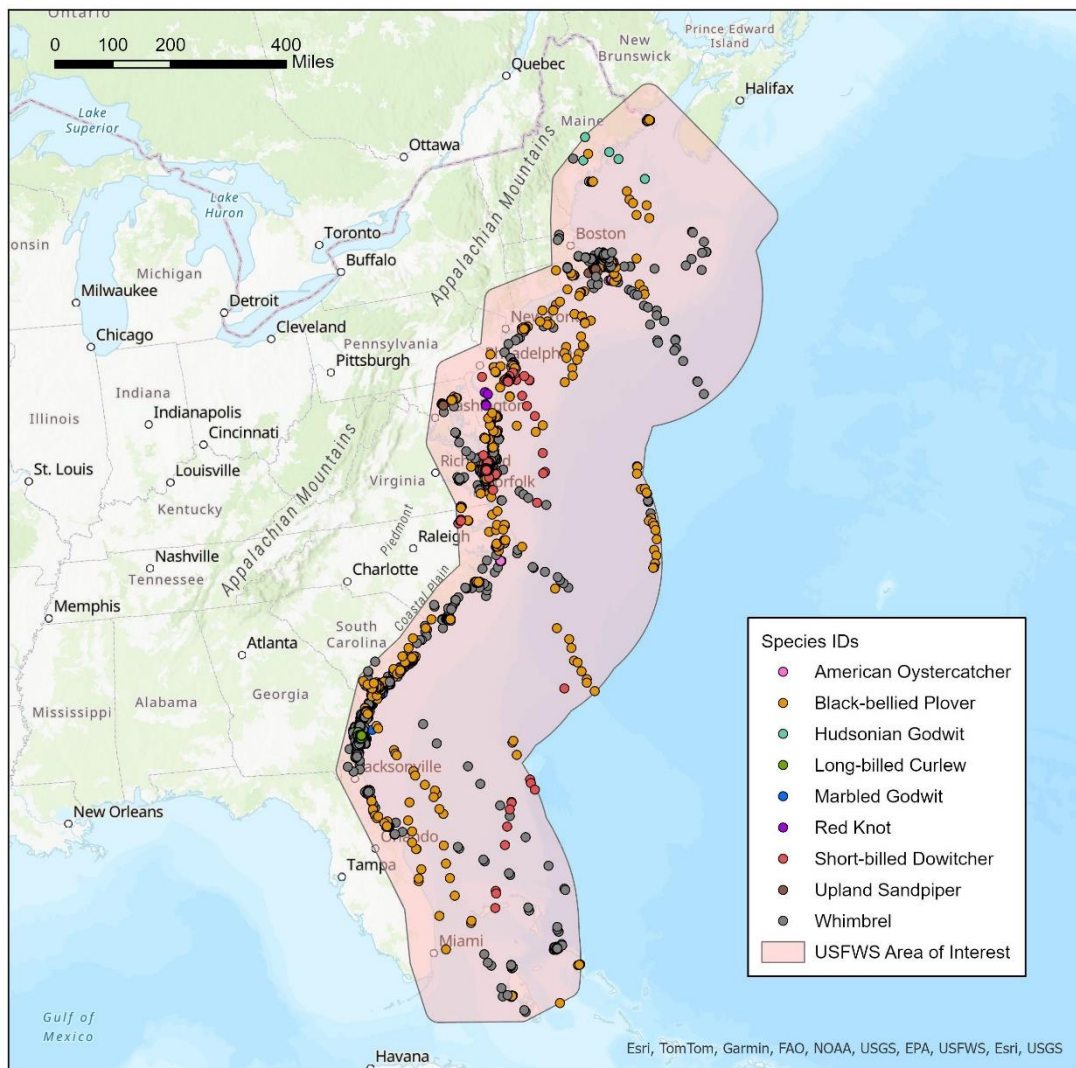 Ontario
0 100 200 400
Miles
New
Brunswick
Prince Edward
Island
Quebec
Halifax
Maine
Lake
Superior
Ottawa
Appalachian Mountains
Lake
Huron
Toronto
Boston
Michigan
Buffalo
Milwaukee
Detroit
Chicago
Cleveland
New York
Pennsylvania
Philadelph
Pittsburgh
Indiana
Illinois
Indianapolis
Washington
Cincinnati
St. Louis
Louisville
Virginia
Norfolk
Kentucky
Appalachian Mountains
Piedmont
Raleigh
Nashville
Tennessee
Charlotte
Coastal Plain
Memphis
South
Carolina
Atlanta
Mississippi
Alabama
Georgia
Jacksonville
New Orleans
Orlando
Tampa
Miami
Gulf of
Mexico
Havana
Species IDs
American Oystercatcher
Black-bellied Plover
Hudsonian Godwit
Long-billed Curlew
Marbled Godwit
Red Knot
Short-billed Dowitcher
Upland Sandpiper
Whimbrel
USFWS Area of Interest
Esri, TomTom, Garmin, FAO, NOAA, USGS, EPA, USFWS, Esri, USGS